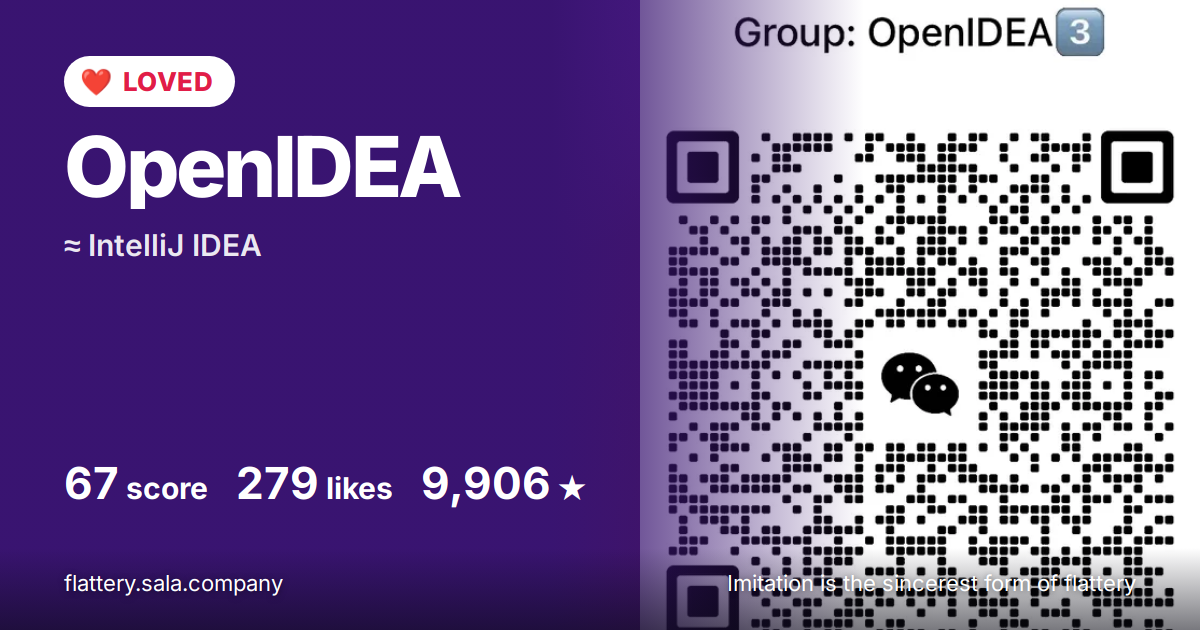 ❤️ LOVED
OpenIDEA
≈ IntelliJ IDEA
67 score 279 likes 9,906 ★
flattery.sala.company
Group: OpenIDEA3️⃣
Imitation is the sincerest form of flattery